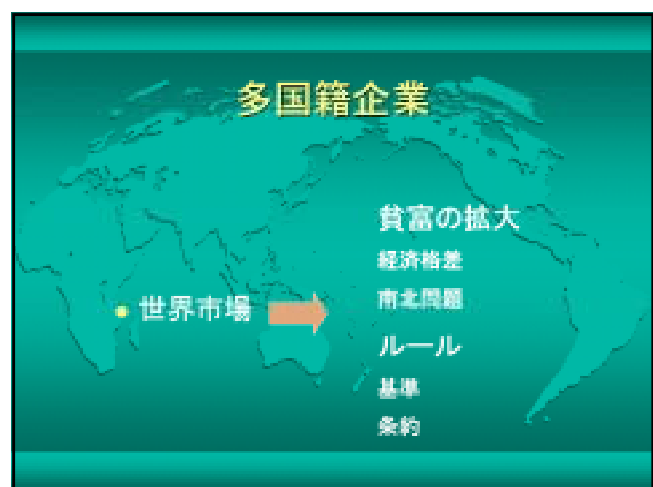 多国籍企業
世界市場
貧富の拡大
経済格差
南北問題
ルール
基準
条約